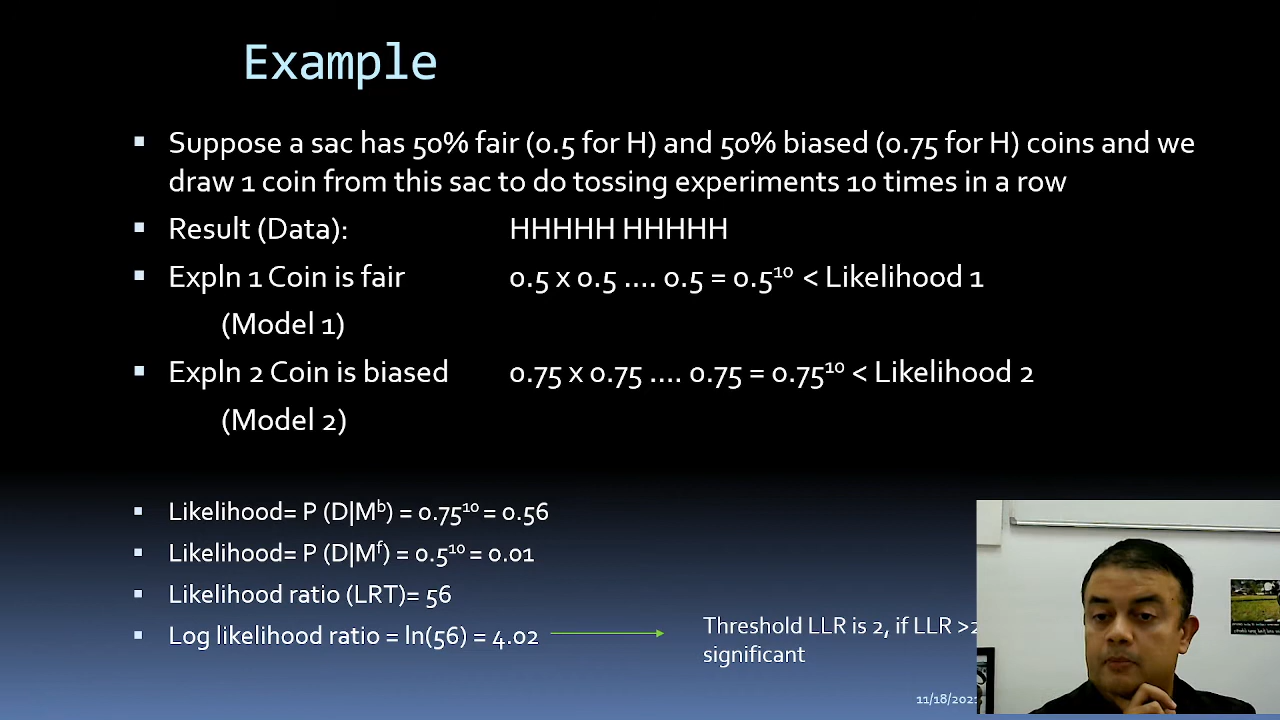 Example
▪ Suppose a sac has 50% fair (0.5 for H) and 50% biased (0.75 for H) coins and we
draw 1 coin from this sac to do tossing experiments 10 times in a row
▪ Result (Data): HHHHH HHHHH
▪ Expln 1 Coin is fair 0.5 x 0.5 .... 0.5 = 0.5¹⁰ < Likelihood 1
(Model 1)
▪ Expln 2 Coin is biased 0.75 x 0.75 .... 0.75 = 0.75¹⁰ < Likelihood 2
(Model 2)
▪ Likelihood= P (D|Mᵇ) = 0.75¹⁰ = 0.56
▪ Likelihood= P (D|Mᶠ) = 0.5¹⁰ = 0.01
▪ Likelihood ratio (LRT)= 56
▪ Log likelihood ratio = ln(56) = 4.02
Threshold LLR is 2, if LLR >2
significant
11/18/202